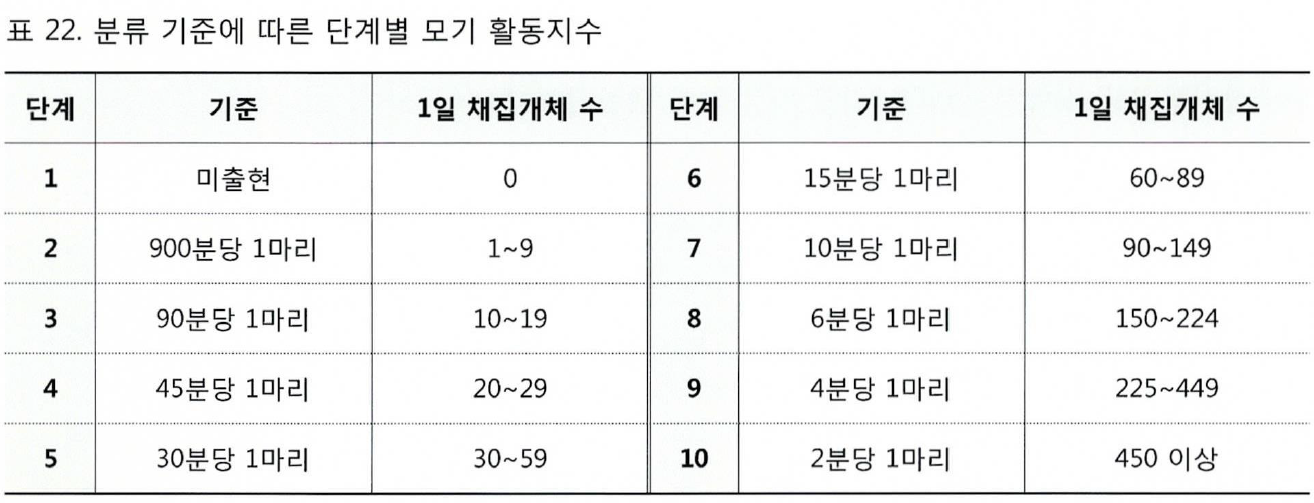 표 22. 분류 기준에 따른 단계별 모기 활동지수
단계 기준 1일 채집개체 수 단계 기준 1일 채집개체 수
1 미출현 0 6 15분당 1마리 60~89
2 900분당 1마리 1~9 7 10분당 1마리 90~149
3 90분당 1마리 10~19 8 6분당 1마리 150~224
4 45분당 1마리 20~29 9 4분당 1마리 225~449
5 30분당 1마리 30~59 10 2분당 1마리 450 이상